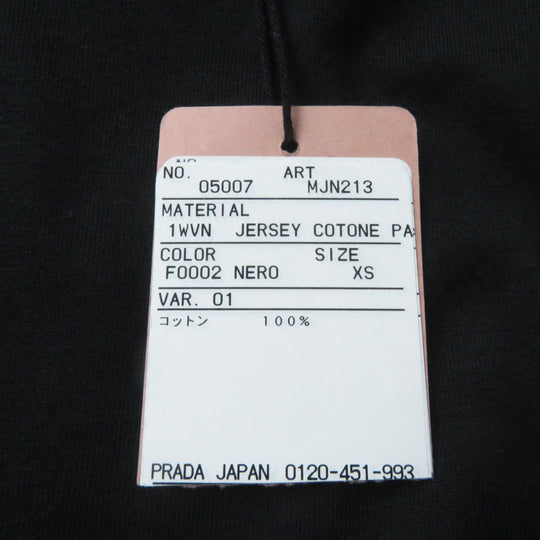 NO. ART
05007 MJN213
MATERIAL
1WVN JERSEY COTONE PA
COLOR SIZE
F0002 NERO XS
VAR. 01
コットン 100%
PRADA JAPAN 0120-451-993